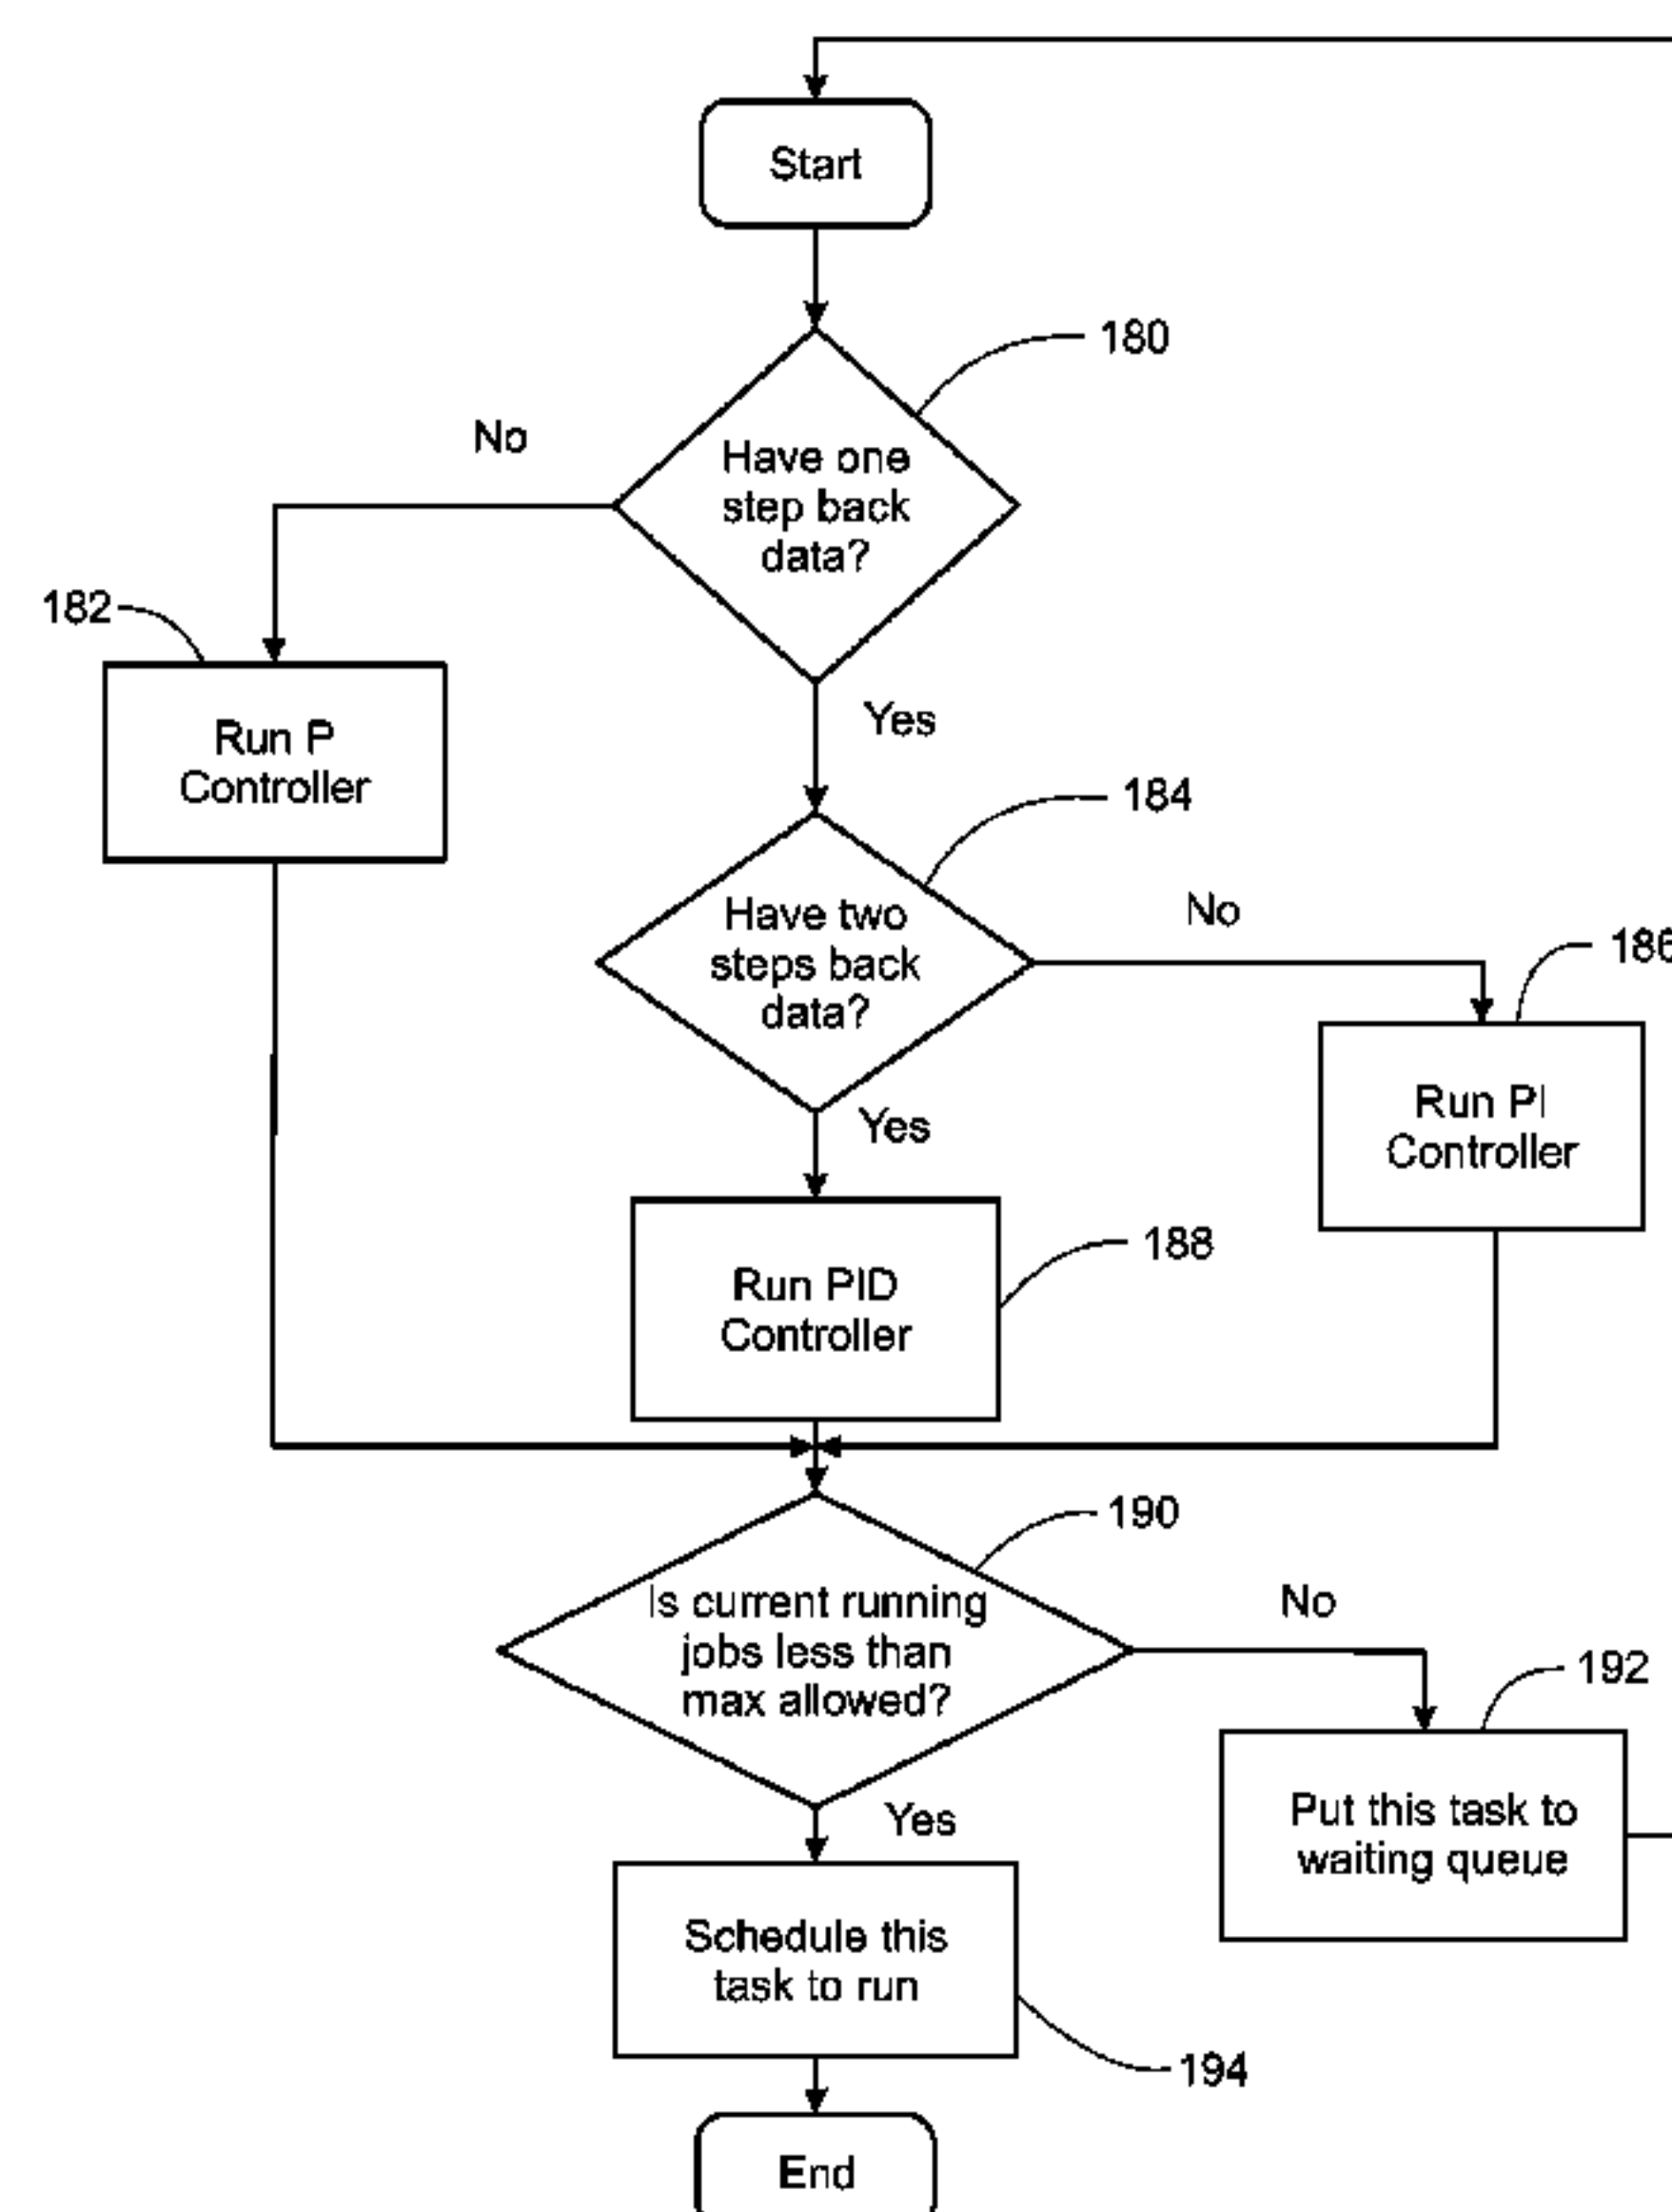 Start
180
No
Have one
step back
data?
182
Run P
Controller
Yes
184
Have two
steps back
data?
No
186
Yes
Run PI
Controller
188
Run PID
Controller
190
Is current running
jobs less than
max allowed?
No
192
Yes
Put this task to
waiting queue
Schedule this
task to run
194
End